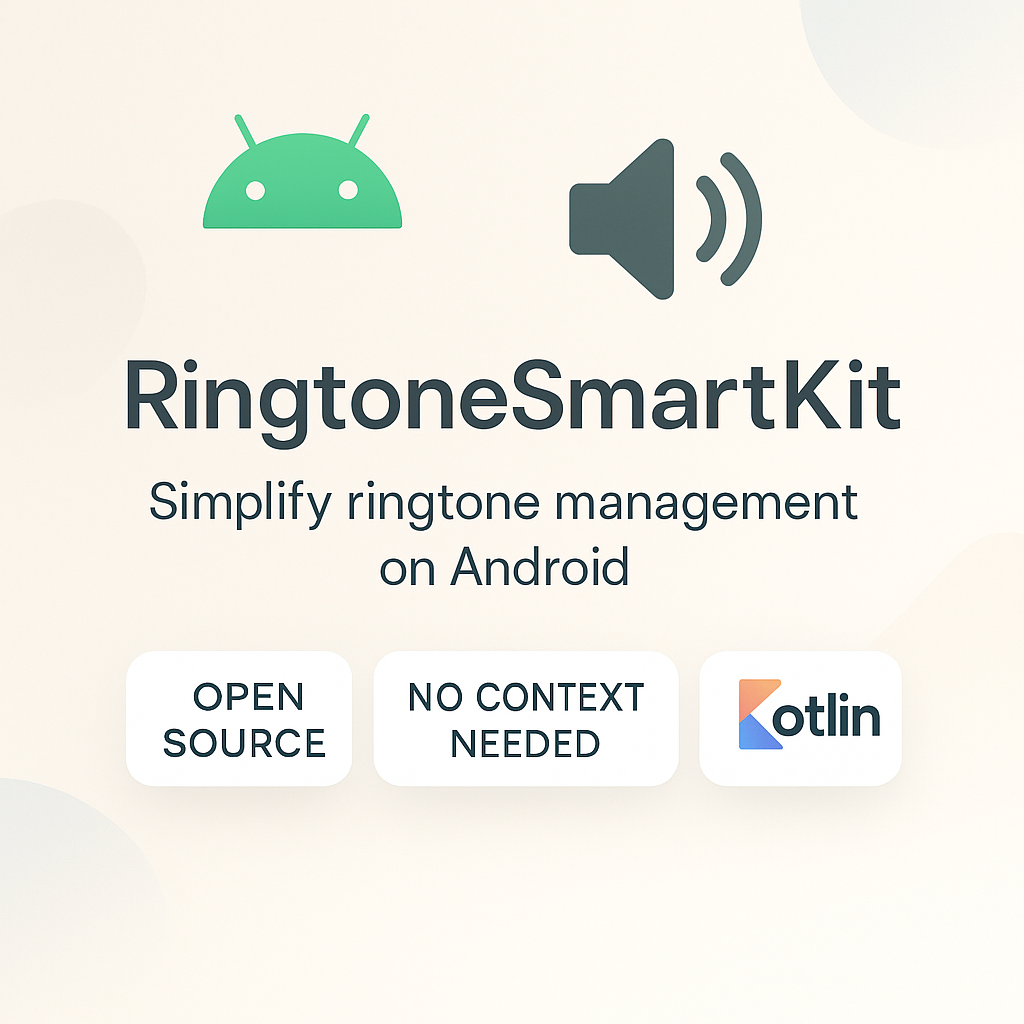 RingtoneSmartKit
Simplify ringtone management
on Android
OPEN
SOURCE
NO CONTEXT
NEEDED
Kotlin